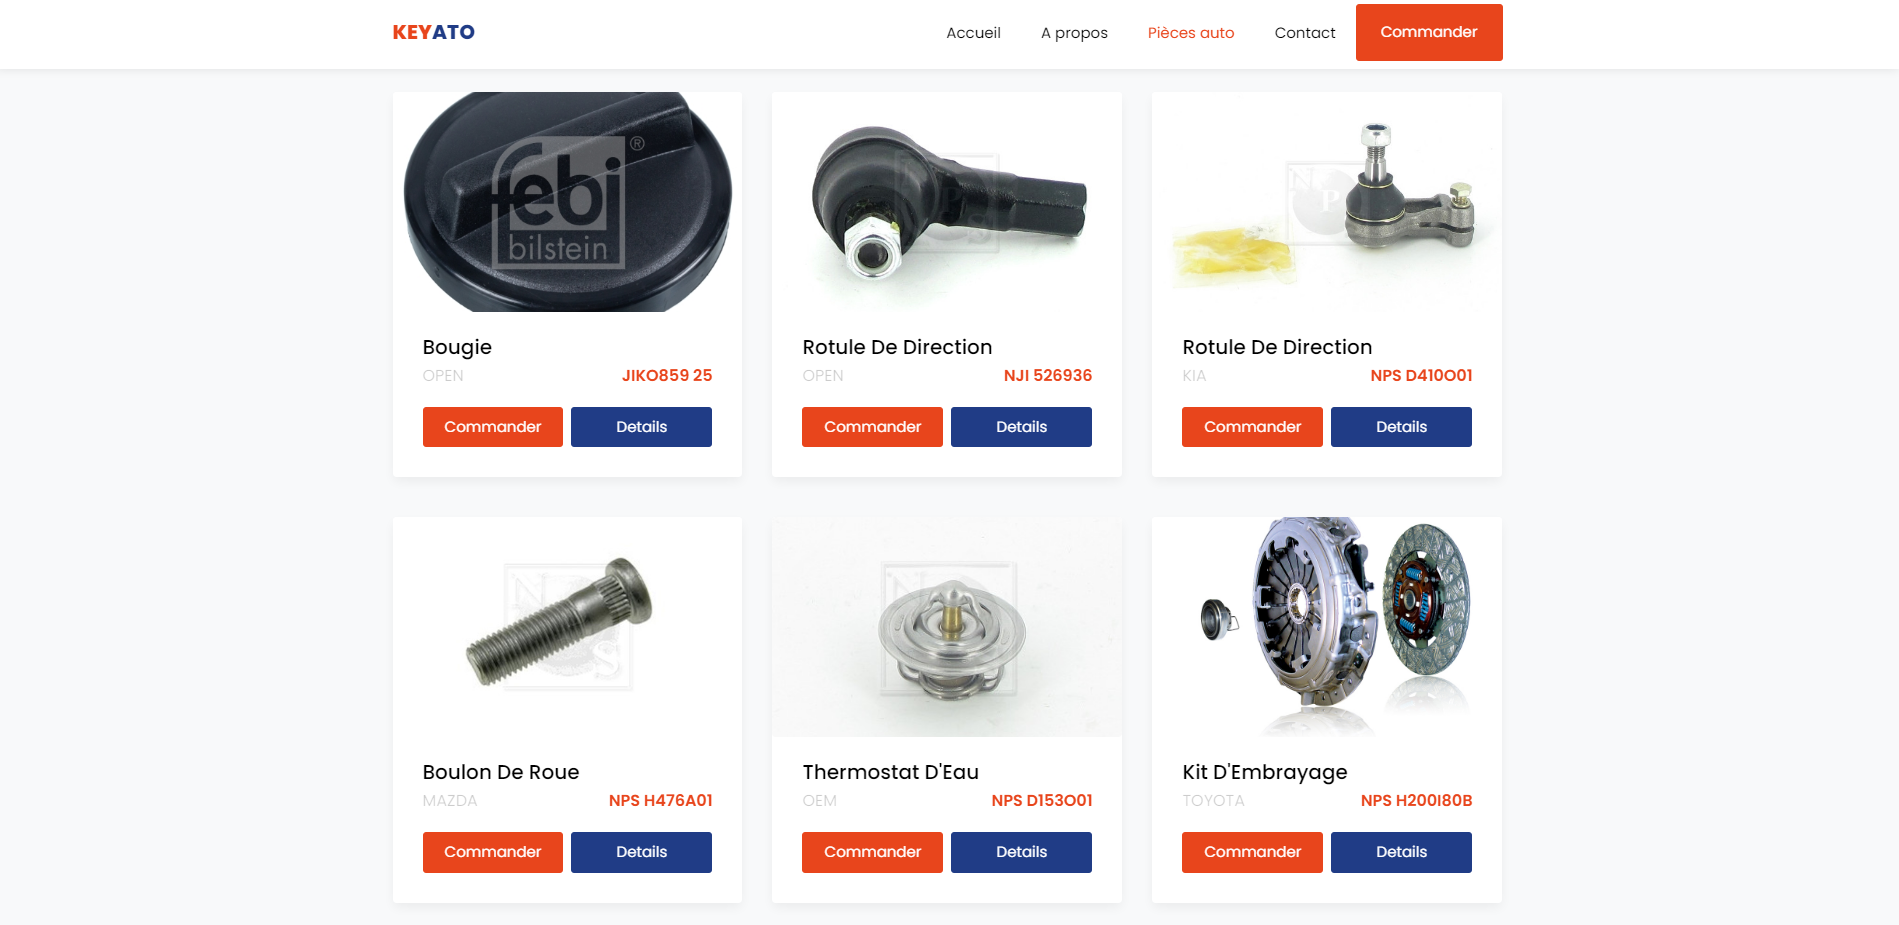 KEYATO
Accueil
A propos
Pièces auto
Contact
Commander
febi ®
bilstein
N
P
S
N
P
Bougie
OPEN
JIKO859 25
Commander
Details
Rotule De Direction
OPEN
NJI 526936
Commander
Details
Rotule De Direction
KIA
NPS D410O01
Commander
Details
N
S
N
Boulon De Roue
MAZDA
NPS H476A01
Commander
Details
Thermostat D'Eau
OEM
NPS D153O01
Commander
Details
Kit D'Embrayage
TOYOTA
NPS H200I80B
Commander
Details